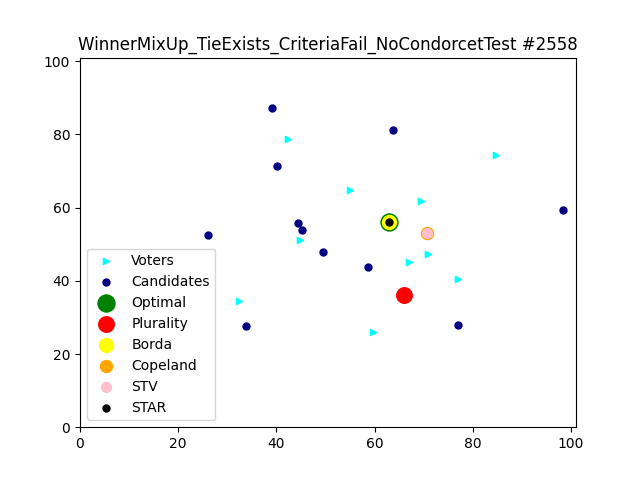 WinnerMixUp_TieExists_CriteriaFail_NoCondorcetTest #2558
100
80
60
40
20
0
0 20 40 60 80 100
Voters
Candidates
Optimal
Plurality
Borda
Copeland
STV
STAR